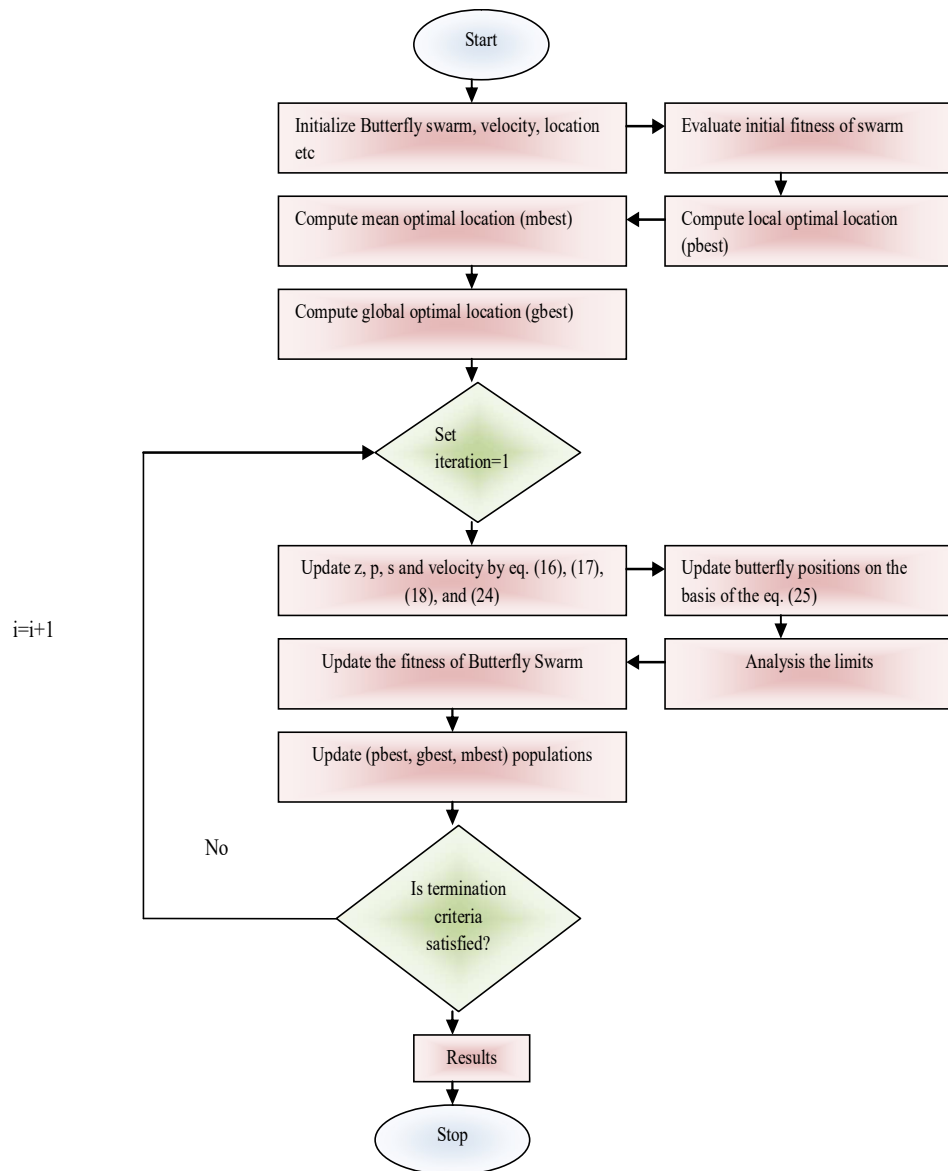 Start
Initialize Butterfly swarm, velocity, location
etc
Evaluate initial fitness of swarm
Compute local optimal location
(pbest)
Compute mean optimal location (mbest)
Compute global optimal location (gbest)
Set
iteration=1
Update z, p, s and velocity by eq. (16), (17),
(18), and (24)
Update butterfly positions on the
basis of the eq. (25)
Analysis the limits
Update the fitness of Butterfly Swarm
Update (pbest, gbest, mbest) populations
Is termination
criteria
satisfied?
No
i=i+1
Results
Stop